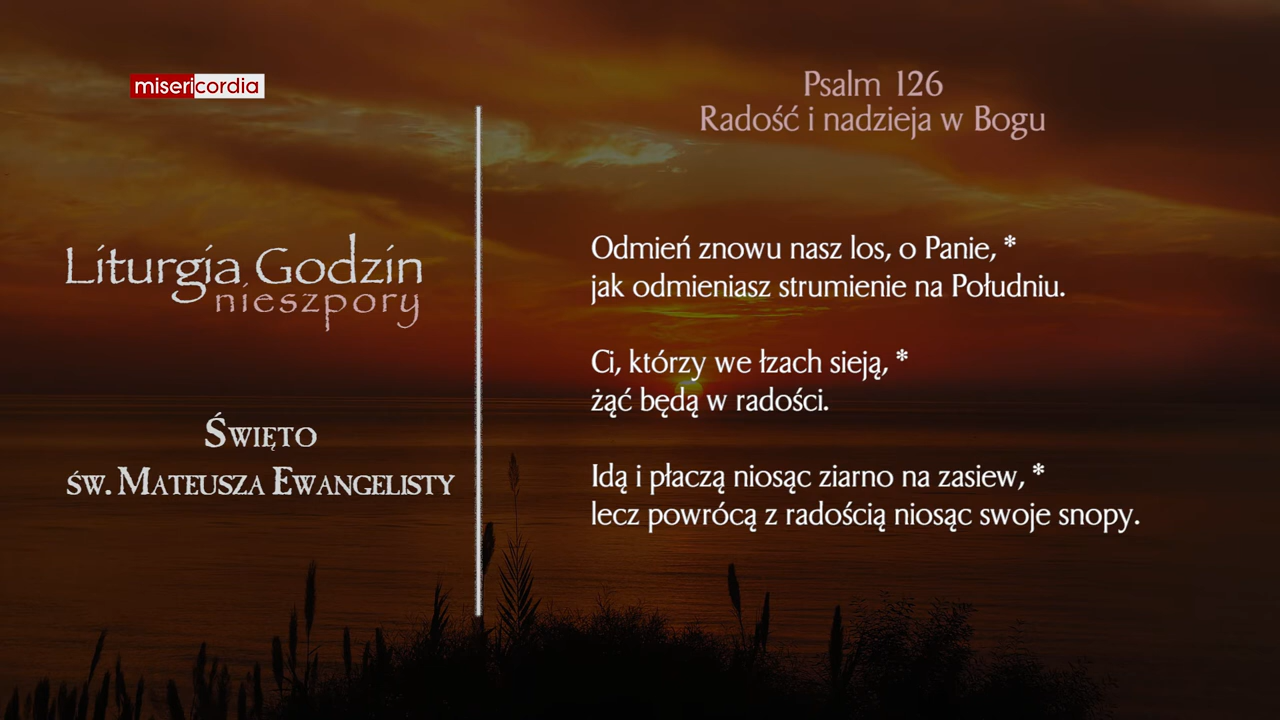 misericordia
Liturgia Godzin
nieszpory
Święto
św. Mateusza Ewangelisty
Psalm 126
Radość i nadzieja w Bogu
Odmień znowu nasz los, o Panie, *
jak odmieniasz strumienie na Południu.
Ci, którzy we łzach sieją, *
żąć będą w radości.
Idą i płaczą niosąc ziarno na zasiew, *
lecz powrócą z radością niosąc swoje snopy.